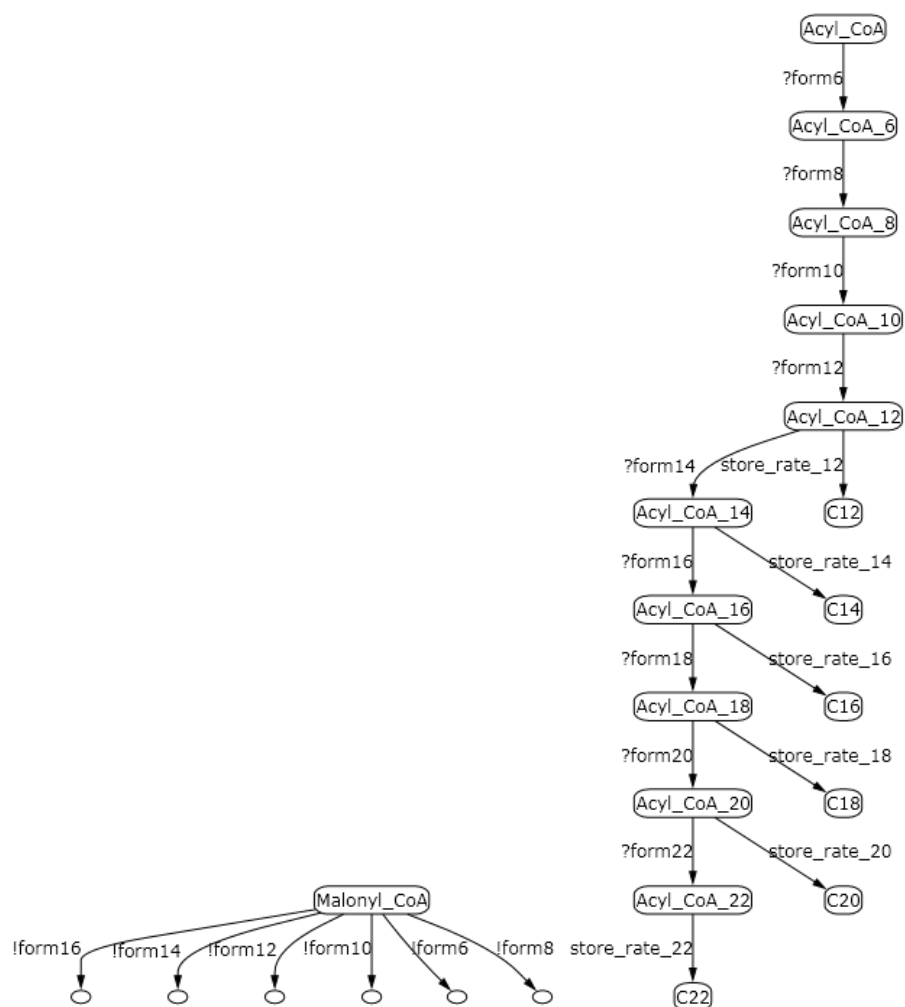 Acyl_CoA
?form6
Acyl_CoA_6
?form8
Acyl_CoA_8
?form10
Acyl_CoA_10
?form12
Acyl_CoA_12
?form14 store_rate_12
Acyl_CoA_14 C12
?form16 store_rate_14
Acyl_CoA_16 C14
?form18 store_rate_16
Acyl_CoA_18 C16
?form20 store_rate_18
Acyl_CoA_20 C18
?form22 store_rate_20
Malonyl_CoA Acyl_CoA_22 C20
!form16 !form14 !form12 !form10 !form6 !form8 store_rate_22
C22